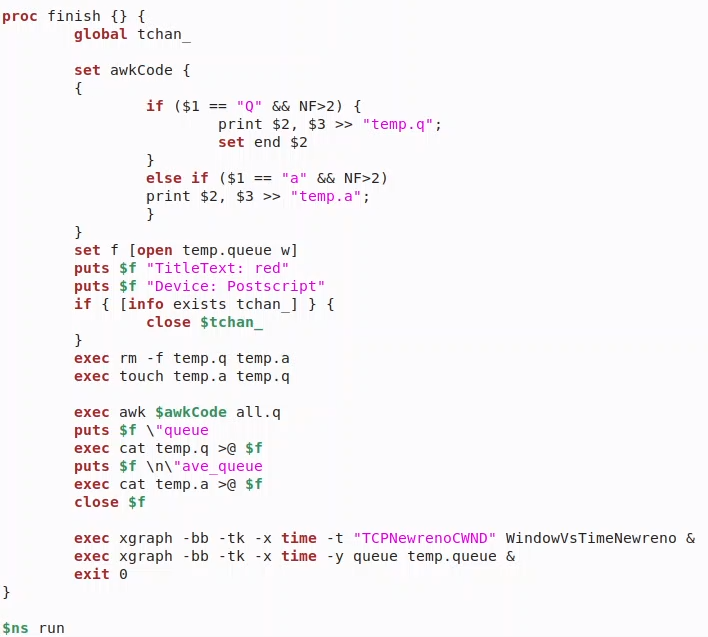 proc finish {} {
        global tchan_

        set awkCode {
        {
                if ($1 == "Q" && NF>2) {
                        print $2, $3 >> "temp.q";
                        set end $2
                }
                else if ($1 == "a" && NF>2)
                print $2, $3 >> "temp.a";
                }
        }
        set f [open temp.queue w]
        puts $f "TitleText: red"
        puts $f "Device: Postscript"
        if { [info exists tchan_] } {
                close $tchan_
        }
        exec rm -f temp.q temp.a
        exec touch temp.a temp.q

        exec awk $awkCode all.q
        puts $f \"queue
        exec cat temp.q >@ $f
        puts $f \n\"ave_queue
        exec cat temp.a >@ $f
        close $f

        exec xgraph -bb -tk -x time -t "TCPNewrenoCWND" WindowVsTimeNewreno &
        exec xgraph -bb -tk -x time -y queue temp.queue &
        exit 0
}

$ns run